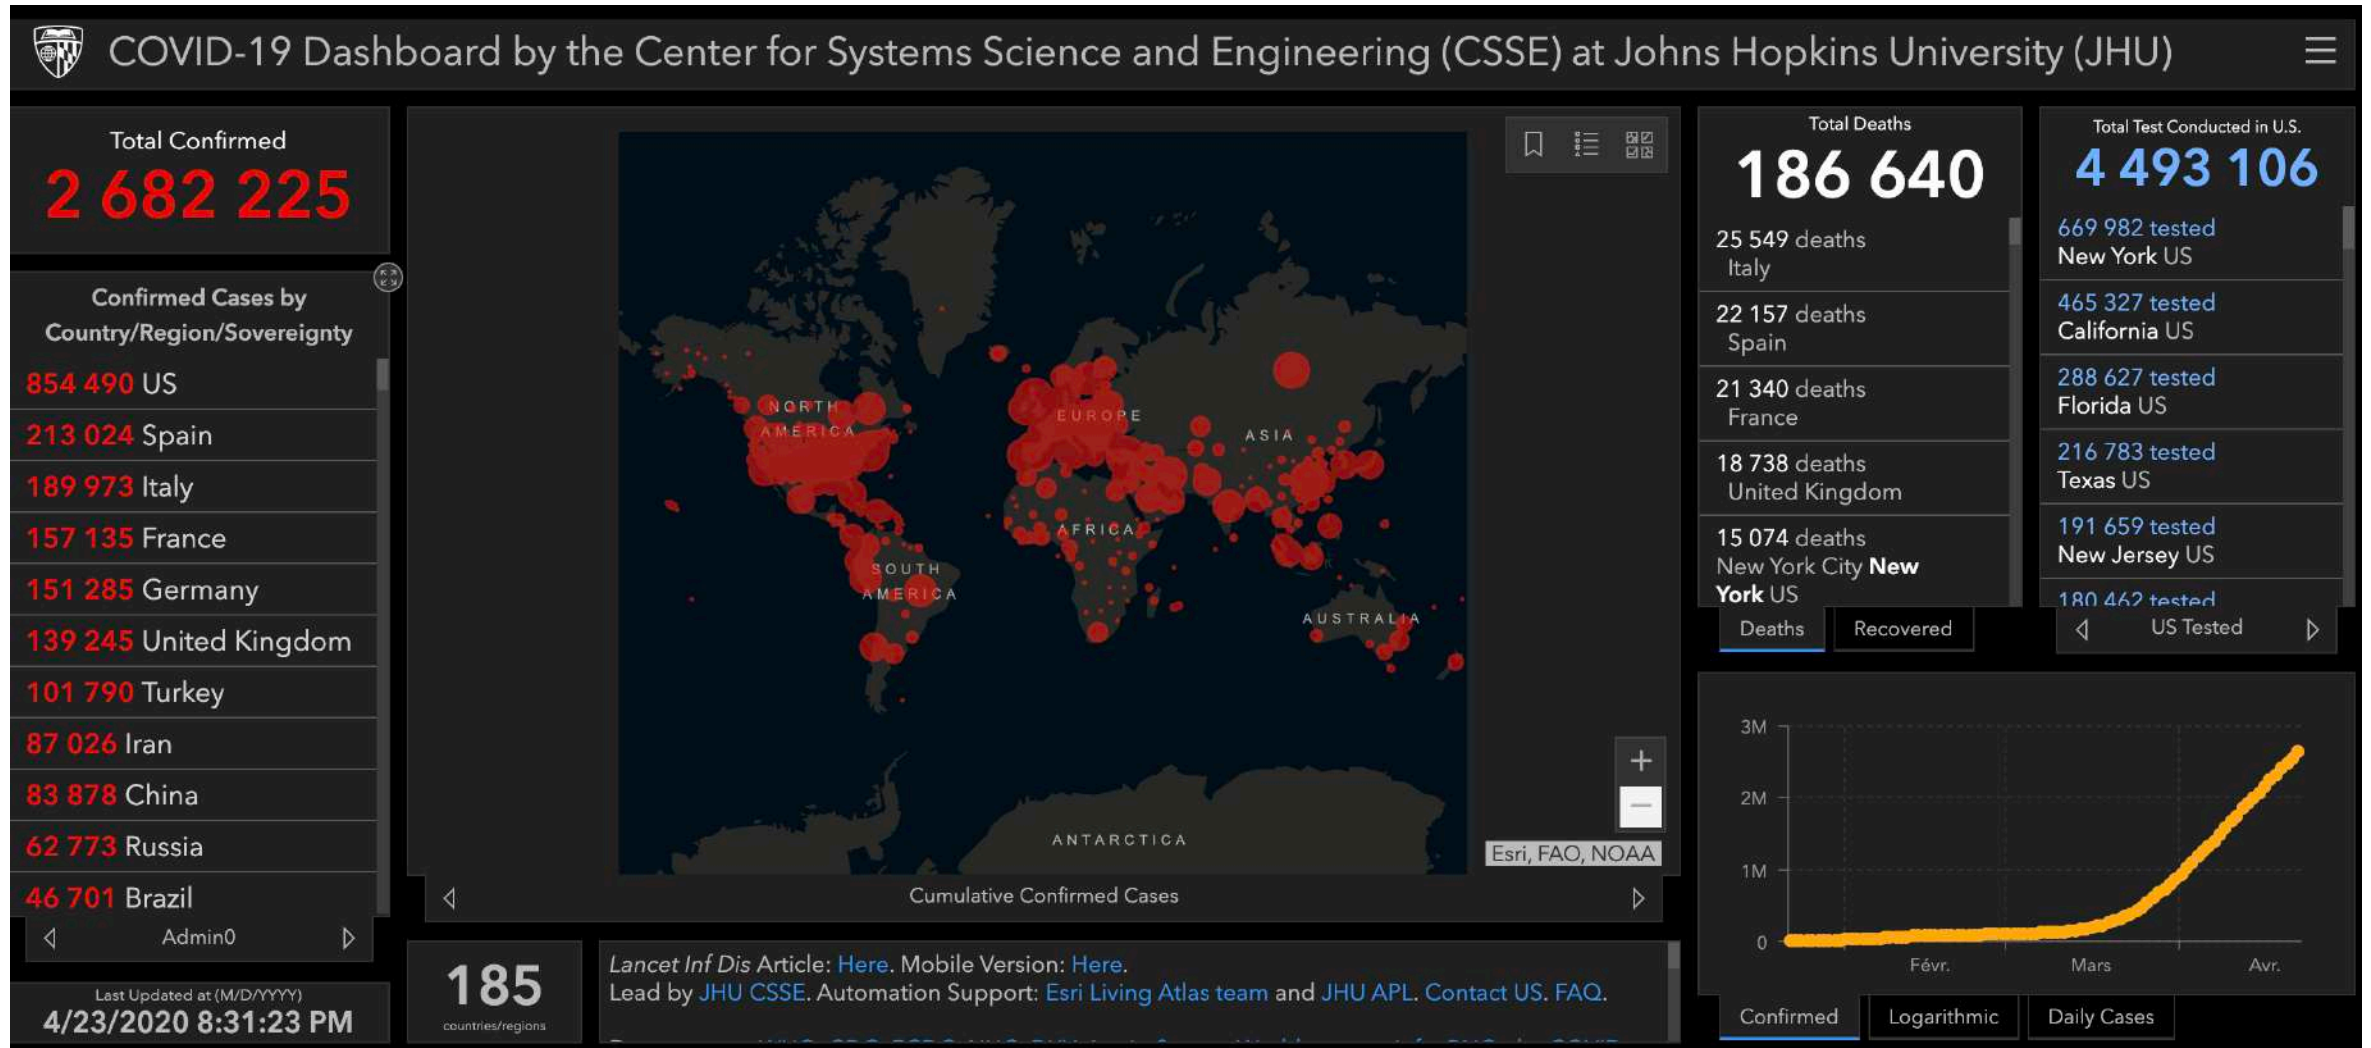 COVID-19 Dashboard by the Center for Systems Science and Engineering (CSSE) at Johns Hopkins University (JHU)
Total Confirmed
2 682 225
Confirmed Cases by
Country/Region/Sovereignty
854 490 US
213 024 Spain
189 973 Italy
157 135 France
151 285 Germany
139 245 United Kingdom
101 790 Turkey
87 026 Iran
83 878 China
62 773 Russia
46 701 Brazil
Admin0
Last Updated at (M/D/YYYY)
4/23/2020 8:31:23 PM
NORTH
AMERICA
EUROPE
ASIA
AFRICA
SOUTH
AMERICA
AUSTRALIA
ANTARCTICA
Esri, FAO, NOAA
Cumulative Confirmed Cases
185
countries/regions
Lancet Inf Dis Article: Here. Mobile Version: Here.
Lead by JHU CSSE. Automation Support: Esri Living Atlas team and JHU APL. Contact US. FAQ.
Total Deaths
186 640
25 549 deaths
Italy
22 157 deaths
Spain
21 340 deaths
France
18 738 deaths
United Kingdom
15 074 deaths
New York City New
York US
Deaths
Recovered
Total Test Conducted in U.S.
4 493 106
669 982 tested
New York US
465 327 tested
California US
288 627 tested
Florida US
216 783 tested
Texas US
191 659 tested
New Jersey US
180 462 tested
US Tested
3M
2M
1M
0
Févr.
Mars
Avr.
Confirmed
Logarithmic
Daily Cases